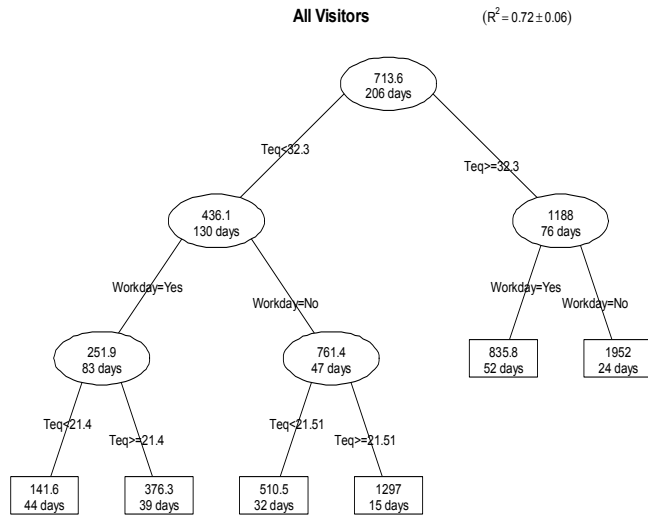 All Visitors
(R² = 0.72 ± 0.06)
713.6
206 days
Teq<32.3
Teq>=32.3
436.1
130 days
1188
76 days
Workday=Yes
Workday=No
Workday=Yes
Workday=No
251.9
83 days
761.4
47 days
835.8
52 days
1952
24 days
Teq<21.4
Teq>=21.4
Teq<21.51
Teq>=21.51
141.6
44 days
376.3
39 days
510.5
32 days
1297
15 days